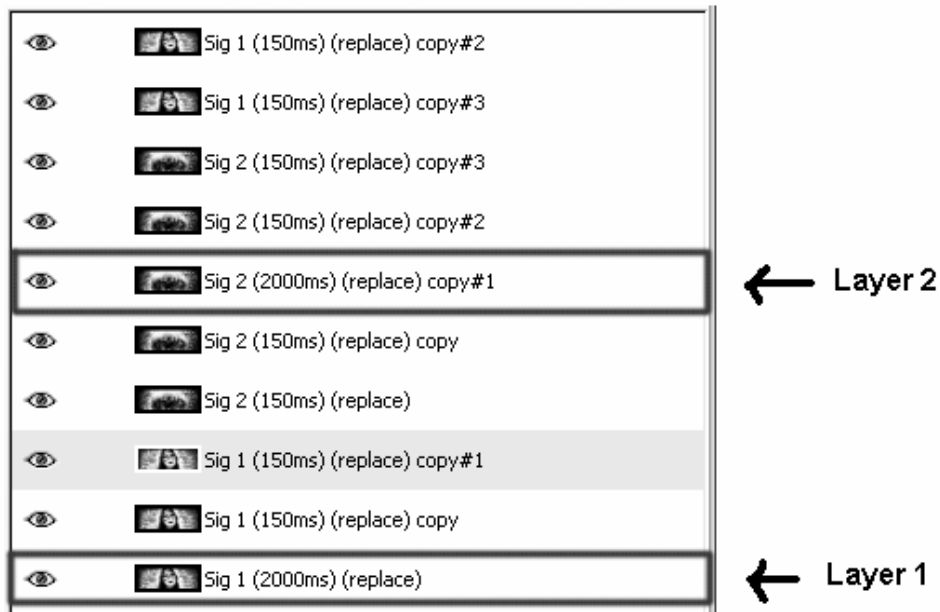 Sig 1 (150ms) (replace) copy#2
Sig 1 (150ms) (replace) copy#3
Sig 2 (150ms) (replace) copy#3
Sig 2 (150ms) (replace) copy#2
Sig 2 (2000ms) (replace) copy#1
Layer 2
Sig 2 (150ms) (replace) copy
Sig 2 (150ms) (replace)
Sig 1 (150ms) (replace) copy#1
Sig 1 (150ms) (replace) copy
Sig 1 (2000ms) (replace)
Layer 1